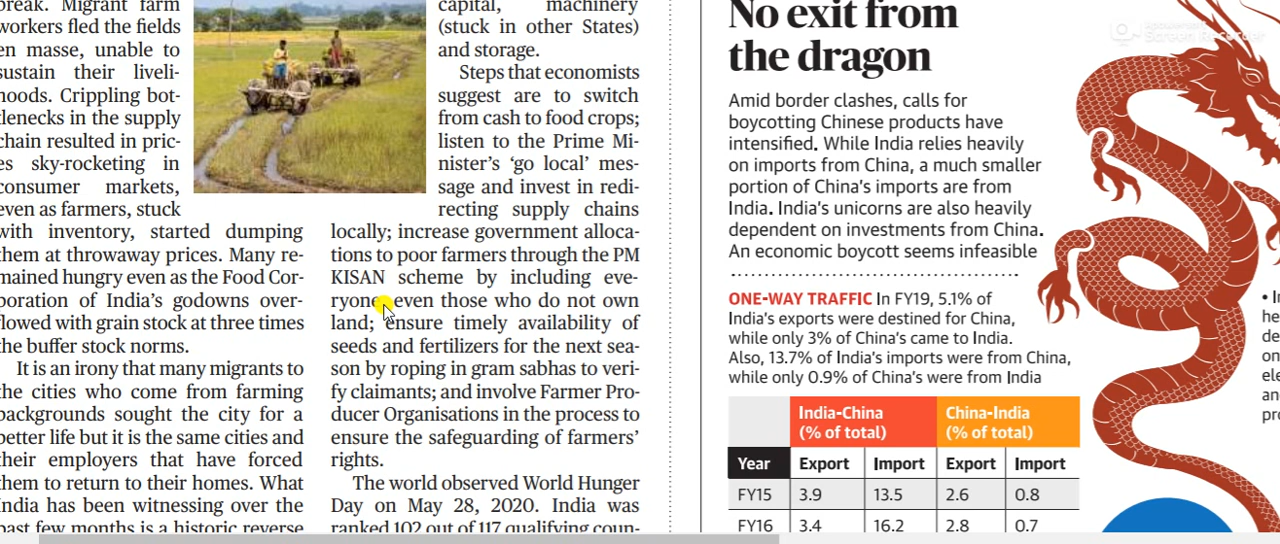 break. Migrant farm
workers fled the fields
en masse, unable to
sustain their liveli-
hoods. Crippling bot-
tlenecks in the supply
chain resulted in pric-
es sky-rocketing in
consumer markets,
even as farmers, stuck
with inventory, started dumping
them at throwaway prices. Many re-
mained hungry even as the Food Cor-
poration of India's godowns over-
flowed with grain stock at three times
the buffer stock norms.
It is an irony that many migrants to
the cities who come from farming
backgrounds sought the city for a
better life but it is the same cities and
their employers that have forced
them to return to their homes. What
India has been witnessing over the
past few months is a historic reverse
capital, machinery
(stuck in other States)
and storage.
Steps that economists
suggest are to switch
from cash to food crops;
listen to the Prime Mi-
nister's 'go local' mes-
sage and invest in redi-
recting supply chains
locally; increase government alloca-
tions to poor farmers through the PM
KISAN scheme by including eve-
ryone, even those who do not own
land; ensure timely availability of
seeds and fertilizers for the next sea-
son by roping in gram sabhas to veri-
fy claimants; and involve Farmer Pro-
ducer Organisations in the process to
ensure the safeguarding of farmers'
rights.
The world observed World Hunger
Day on May 28, 2020. India was
ranked 102 out of 117 qualifying coun-
No exit from
the dragon
Amid border clashes, calls for
boycotting Chinese products have
intensified. While India relies heavily
on imports from China, a much smaller
portion of China's imports are from
India. India's unicorns are also heavily
dependent on investments from China.
An economic boycott seems infeasible
ONE-WAY TRAFFIC In FY19, 5.1% of
India's exports were destined for China,
while only 3% of China's came to India.
Also, 13.7% of India's imports were from China,
while only 0.9% of China's were from India
India-China (% of total) China-India (% of total)
Year Export Import Export Import
FY15 3.9 13.5 2.6 0.8
FY16 3.4 16.2 2.8 0.7
Screen Recorder